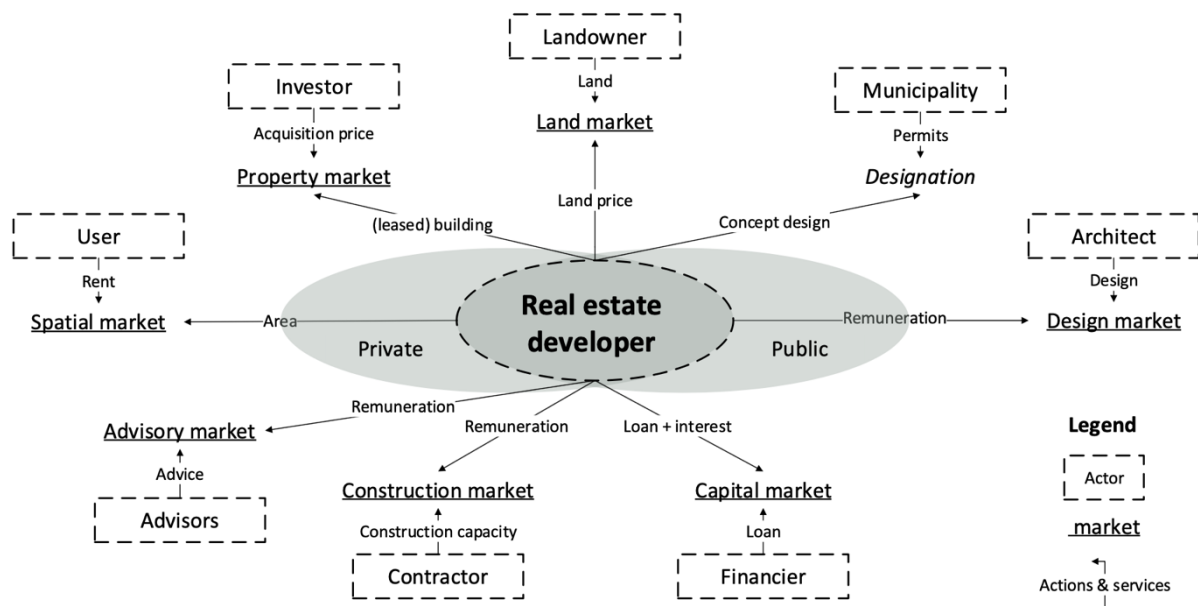 Landowner
Land
Land market
Investor
Acquisition price
Property market
Municipality
Permits
Designation
Land price
(leased) building
Concept design
User
Rent
Spatial market
Architect
Design
Design market
Area
Real estate
developer
Remuneration
Private
Public
Remuneration
Remuneration
Loan + interest
Advisory market
Advice
Advisors
Construction market
Construction capacity
Contractor
Capital market
Loan
Financier
Legend
Actor
market
Actions & services